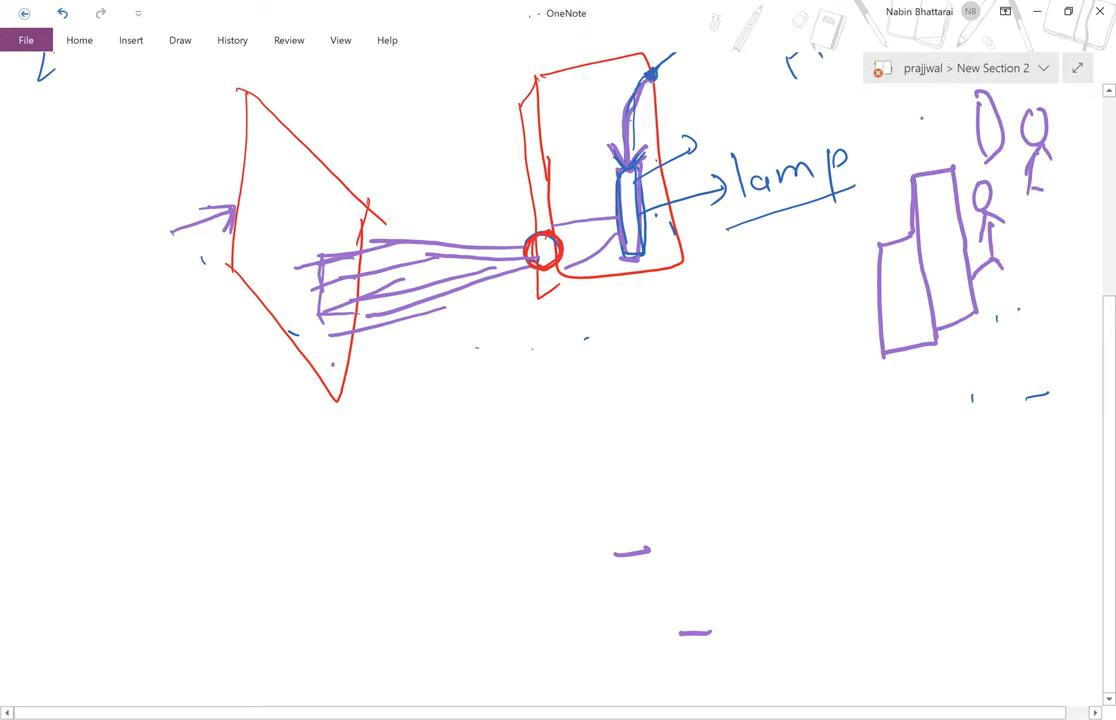 , - OneNote
Nabin Bhattarai NB
File Home Insert Draw History Review View Help
prajjwal > New Section 2
lamp